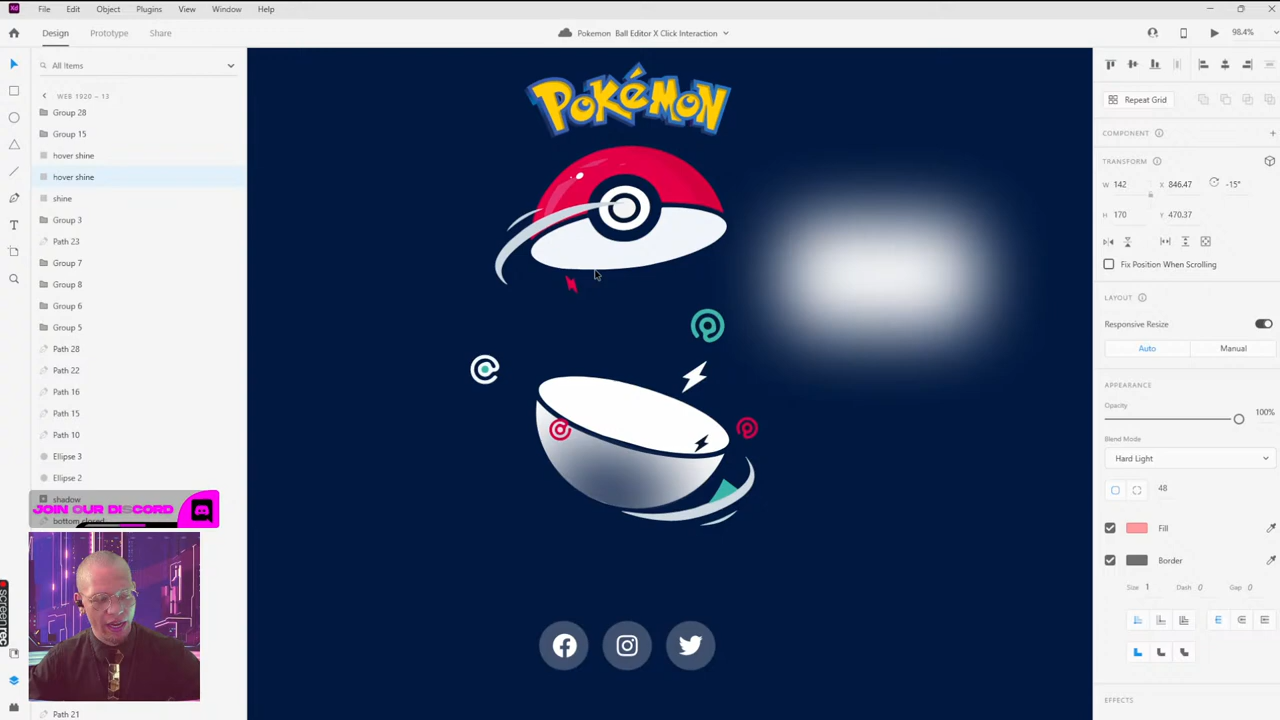 Xd File Edit Object Plugins View Window Help
Design Prototype Share
Pokemon Ball Editor X Click Interaction
98.4%
All Items
WEB 1920 – 13
Group 28
Group 15
hover shine
hover shine
shine
Group 3
Path 23
Group 7
Group 8
Group 6
Group 5
Path 28
Path 22
Path 16
Path 15
Path 10
Ellipse 3
Ellipse 2
shadow
JOIN OUR DISCORD
bottom closed
Path 21
screenrec
POKéMON
Repeat Grid
COMPONENT
TRANSFORM
W 142 X 846.47 -15°
H 170 Y 470.37
Fix Position When Scrolling
LAYOUT
Responsive Resize
Auto Manual
APPEARANCE
Opacity
100%
Blend Mode
Hard Light
48
Fill
Border
Size 1 Dash 0 Gap 0
EFFECTS